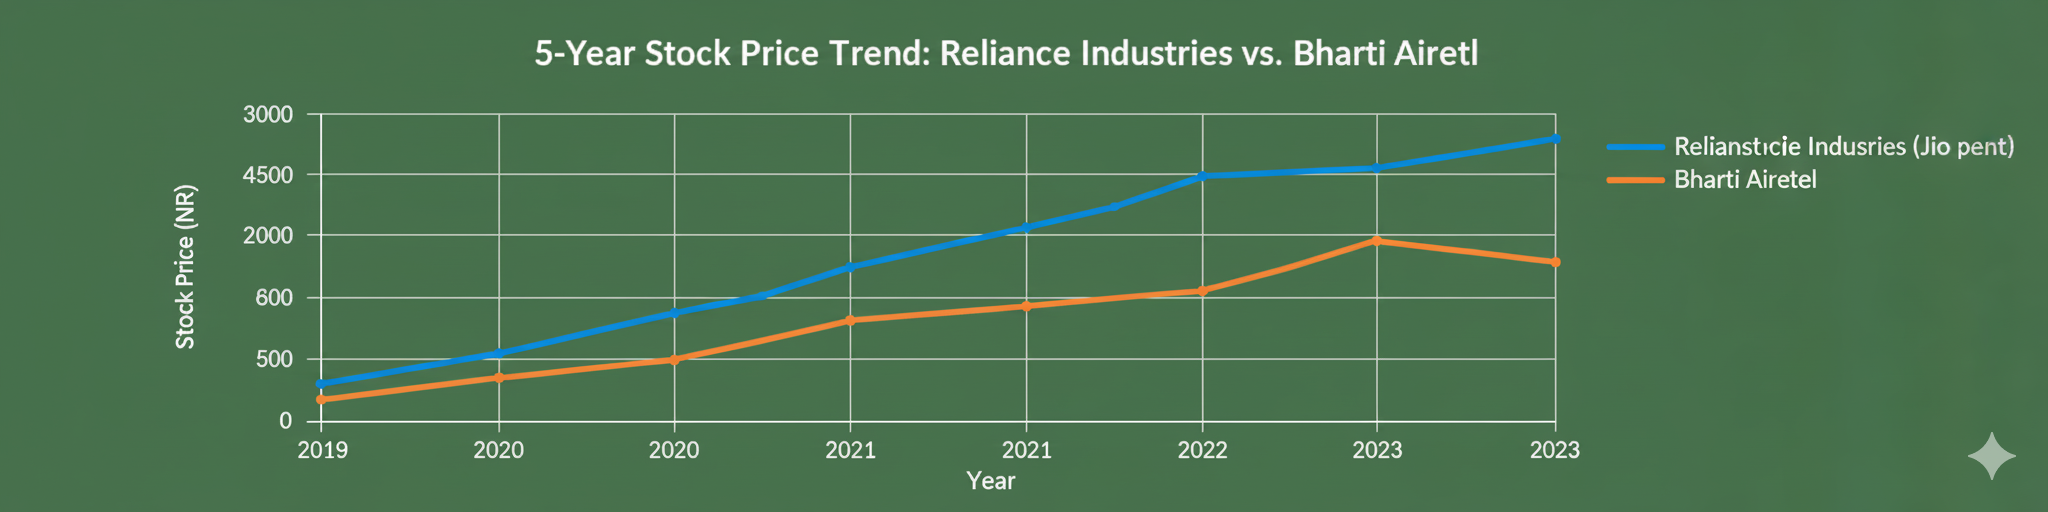 5-Year Stock Price Trend: Reliance Industries vs. Bharti Airetl
3000
4500
2000
600
500
0
Stock Price (NR)
2019 2020 2020 2021 2021 2022 2023 2023
Year
Relianstıcie Indusries (Jio pent)
Bharti Airetel